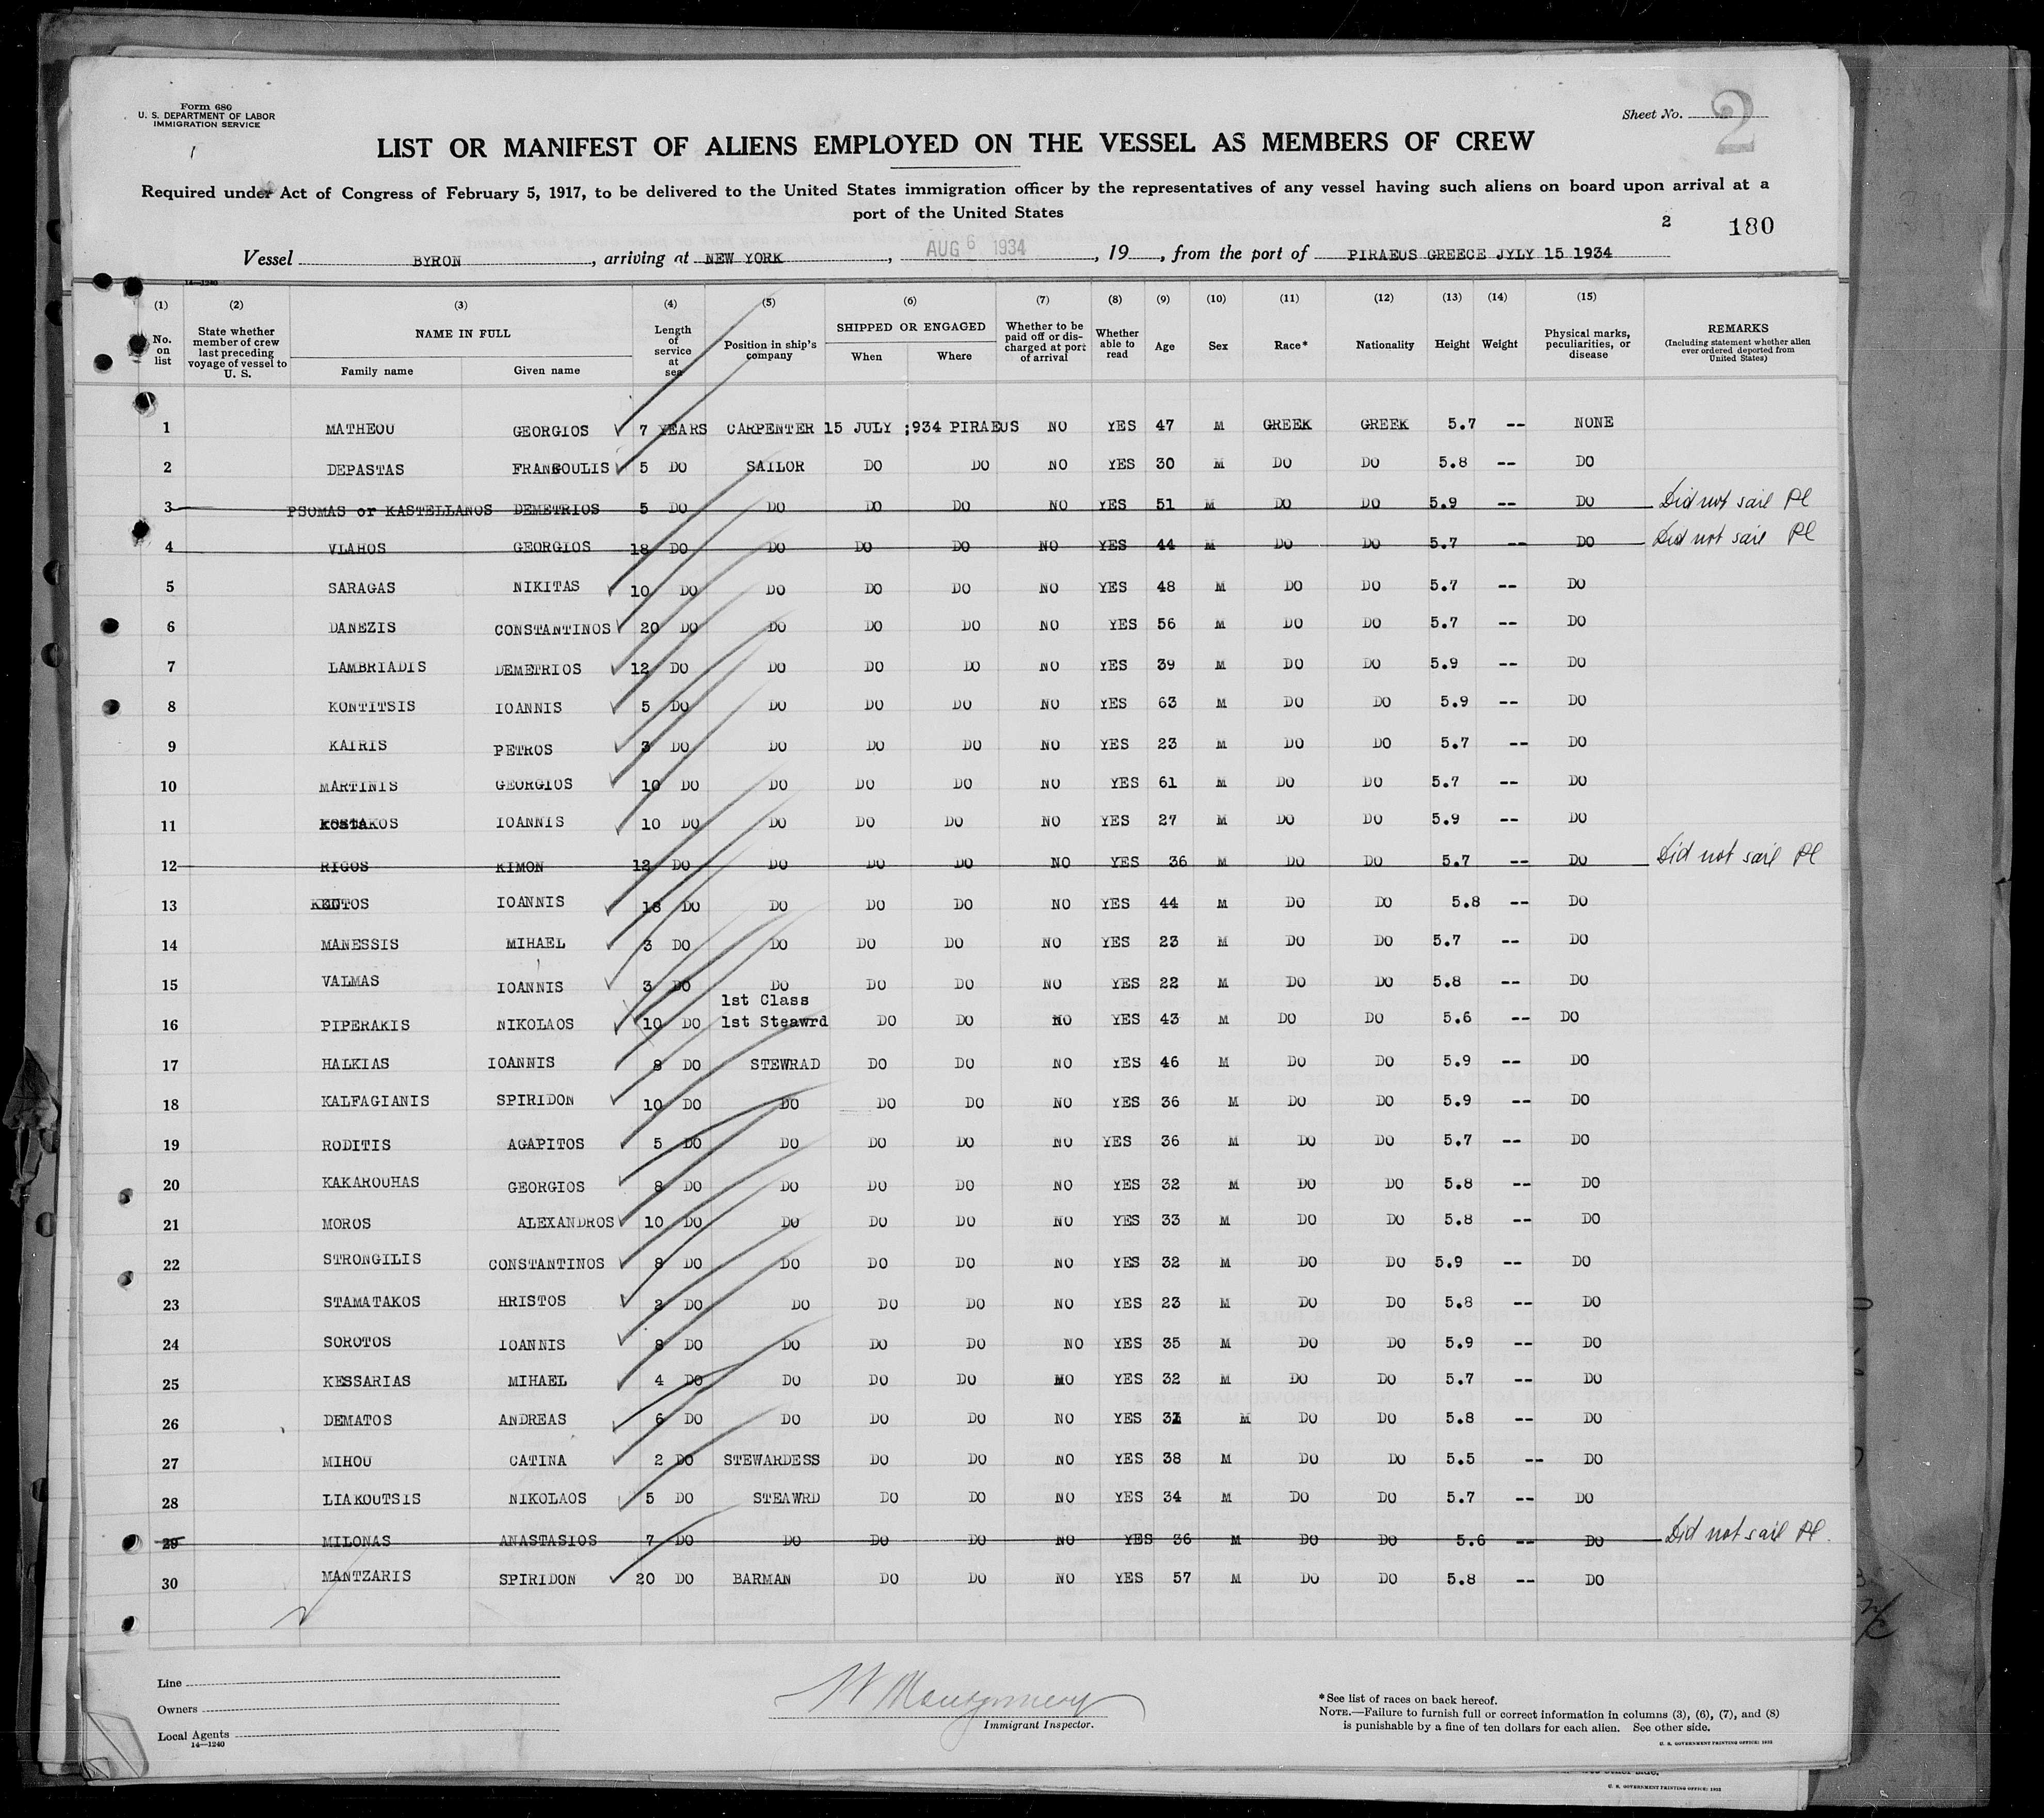 Form 680
U. S. DEPARTMENT OF LABOR
IMMIGRATION SERVICE
Sheet No. 2
LIST OR MANIFEST OF ALIENS EMPLOYED ON THE VESSEL AS MEMBERS OF CREW
Required under Act of Congress of February 5, 1917, to be delivered to the United States immigration officer by the representatives of any vessel having such aliens on board upon arrival at a
port of the United States
2 180
Vessel BYRON, arriving at NEW YORK, AUG 6 1934, 19, from the port of PIRAEUS GREECE JYLY 15 1934
14—1240
(1) (2) (3) (4) (5) (6) (7) (8) (9) (10) (11) (12) (13) (14) (15)
No. on list State whether member of crew last preceding voyage of vessel to U. S. NAME IN FULL Family name Given name Length of service at sea Position in ship's company SHIPPED OR ENGAGED When Where Whether to be paid off or discharged at port of arrival Whether able to read Age Sex Race* Nationality Height Weight Physical marks, peculiarities, or disease REMARKS (Including statement whether alien ever ordered deported from United States)
1 MATHEOU GEORGIOS 7 YEARS CARPENTER 15 JULY ;934 PIRAEUS NO YES 47 M GREEK GREEK 5.7 -- NONE
2 DEPASTAS FRANGOULIS 5 DO SAILOR DO DO NO YES 30 M DO DO 5.8 -- DO
3 PSOMAS or KASTELLANOS DEMETRIOS 5 DO DO DO DO NO YES 51 M DO DO 5.9 -- DO Did not sail Pl
4 VLAHOS GEORGIOS 18 DO DO DO DO NO YES 44 M DO DO 5.7 -- DO Did not sail Pl
5 SARAGAS NIKITAS 10 DO DO DO DO NO YES 48 M DO DO 5.7 -- DO
6 DANEZIS CONSTANTINOS 20 DO DO DO DO NO YES 56 M DO DO 5.7 -- DO
7 LAMBRIADIS DEMETRIOS 12 DO DO DO DO NO YES 39 M DO DO 5.9 -- DO
8 KONTITSIS IOANNIS 5 DO DO DO DO NO YES 63 M DO DO 5.9 -- DO
9 KAIRIS PETROS 3 DO DO DO DO NO YES 23 M DO DO 5.7 -- DO
10 MARTINIS GEORGIOS 10 DO DO DO DO NO YES 61 M DO DO 5.7 -- DO
11 KOSTAKOS IOANNIS 10 DO DO DO DO NO YES 27 M DO DO 5.9 -- DO
12 RIGOS KIMON 12 DO DO DO DO NO YES 36 M DO DO 5.7 -- DO Did not sail Pl
13 IOANNIS 18 DO DO DO DO NO YES 44 M DO DO 5.8 -- DO
14 MANESSIS MIHAEL 3 DO DO DO DO NO YES 23 M DO DO 5.7 -- DO
15 VALMAS IOANNIS 3 DO DO DO DO NO YES 22 M DO DO 5.8 -- DO
1st Class
16 PIPERAKIS NIKOLAOS 10 DO 1st Steawrd DO DO NO YES 43 M DO DO 5.6 -- DO
17 HALKIAS IOANNIS 8 DO STEWRAD DO DO NO YES 46 M DO DO 5.9 -- DO
18 KALFAGIANIS SPIRIDON 10 DO DO DO DO NO YES 36 M DO DO 5.9 -- DO
19 RODITIS AGAPITOS 5 DO DO DO DO NO YES 36 M DO DO 5.7 -- DO
20 KAKAROUHAS GEORGIOS 8 DO DO DO DO NO YES 32 M DO DO 5.8 -- DO
21 MOROS ALEXANDROS 10 DO DO DO DO NO YES 33 M DO DO 5.8 -- DO
22 STRONGILIS CONSTANTINOS 8 DO DO DO DO NO YES 32 M DO DO 5.9 -- DO
23 STAMATAKOS HRISTOS 2 DO DO DO DO NO YES 23 M DO DO 5.8 -- DO
24 SOROTOS IOANNIS 8 DO DO DO DO NO YES 35 M DO DO 5.9 -- DO
25 KESSARIAS MIHAEL 4 DO DO DO DO NO YES 32 M DO DO 5.7 -- DO
26 DEMATOS ANDREAS 6 DO DO DO DO NO YES M DO DO 5.8 -- DO
27 MIHOU CATINA 2 DO STEWARDESS DO DO NO YES 38 M DO DO 5.5 -- DO
28 LIAKOUTSIS NIKOLAOS 5 DO STEAWRD DO DO NO YES 34 M DO DO 5.7 -- DO
29 MILONAS ANASTASIOS 7 DO DO DO DO NO YES 36 M DO DO 5.6 -- DO Did not sail Pl.
30 MANTZARIS SPIRIDON 20 DO BARMAN DO DO NO YES 57 M DO DO 5.8 -- DO
Line
Owners
Local Agents
14—1240
W Montgomery
Immigrant Inspector.
*See list of races on back hereof.
NOTE.—Failure to furnish full or correct information in columns (3), (6), (7), and (8)
is punishable by a fine of ten dollars for each alien. See other side.
U. S. GOVERNMENT PRINTING OFFICE: 1932
U. S. GOVERNMENT PRINTING OFFICE: 1932